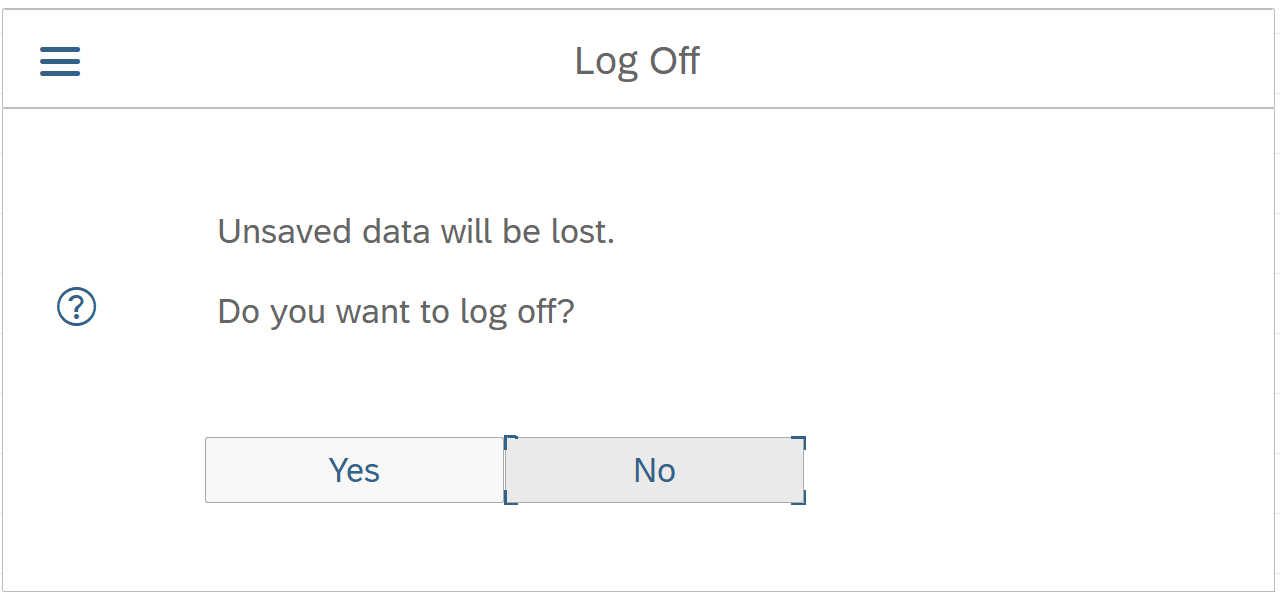 Log Off
Unsaved data will be lost.
Do you want to log off?
Yes No